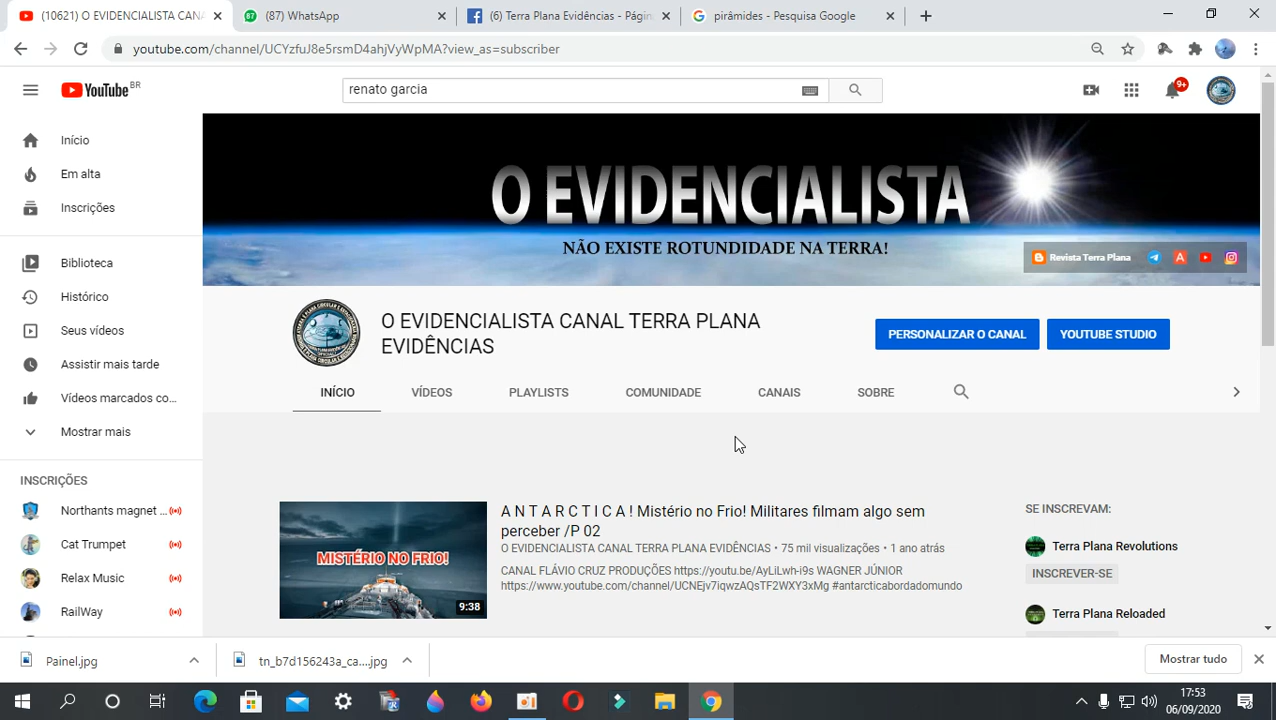 (10621) O EVIDENCIALISTA CAN
(87) WhatsApp
(6) Terra Plana Evidências - Págin
pirâmides - Pesquisa Google
youtube.com/channel/UCYzfuJ8e5rsmD4ahjVyWpMA?view_as=subscriber
YouTube BR
renato garcia
9+
Início
Em alta
Inscrições
Biblioteca
Histórico
Seus vídeos
Assistir mais tarde
Vídeos marcados co...
Mostrar mais
INSCRIÇÕES
Northants magnet ...
Cat Trumpet
Relax Music
RailWay
O EVIDENCIALISTA
NÃO EXISTE ROTUNDIDADE NA TERRA!
Revista Terra Plana
O EVIDENCIALISTA CANAL TERRA PLANA
EVIDÊNCIAS
PERSONALIZAR O CANAL
YOUTUBE STUDIO
INÍCIO
VÍDEOS
PLAYLISTS
COMUNIDADE
CANAIS
SOBRE
MISTÉRIO NO FRIO!
9:38
A N T A R C T I C A ! Mistério no Frio! Militares filmam algo sem
perceber /P 02
O EVIDENCIALISTA CANAL TERRA PLANA EVIDÊNCIAS • 75 mil visualizações • 1 ano atrás
CANAL FLÁVIO CRUZ PRODUÇÕES https://youtu.be/AyLiLwh-i9s WAGNER JÚNIOR
https://www.youtube.com/channel/UCNEjv7iqwzAQsTF2WXY3xMg #antarcticabordadomundo
SE INSCREVAM:
Terra Plana Revolutions
INSCREVER-SE
Terra Plana Reloaded
Painel.jpg
tn_b7d156243a_ca....jpg
Mostrar tudo
17:53
06/09/2020